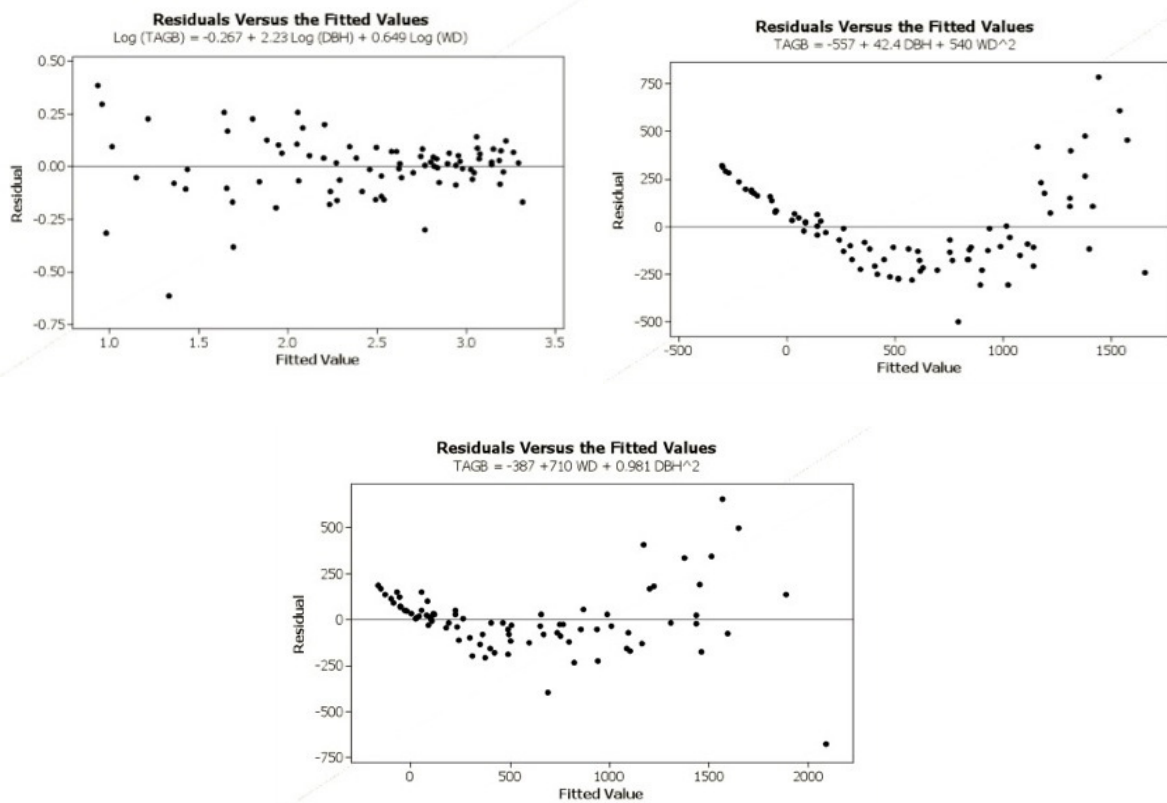 Residuals Versus the Fitted Values
Log (TAGB) = -0.267 + 2.23 Log (DBH) + 0.649 Log (WD)
0.50
0.25
0.00
-0.25
-0.50
-0.75
Residual
1.0 1.5 2.0 2.5 3.0 3.5
Fitted Value
Residuals Versus the Fitted Values
TAGB = -557 + 42.4 DBH + 540 WD^2
750
500
250
0
-250
-500
Residual
-500 0 500 1000 1500
Fitted Value
Residuals Versus the Fitted Values
TAGB = -387 +710 WD + 0.981 DBH^2
500
250
0
-250
-500
-750
Residual
0 500 1000 1500 2000
Fitted Value